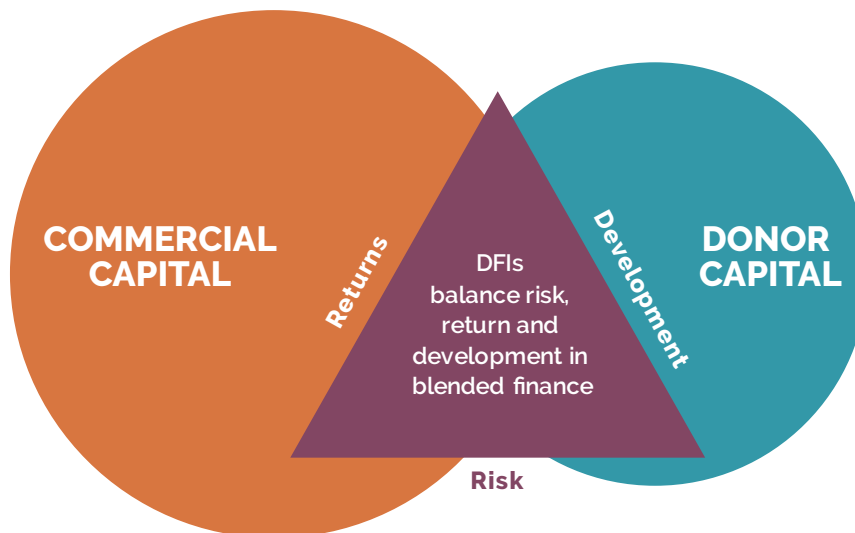 COMMERCIAL
CAPITAL
Returns
DFIs
balance risk,
return and
development in
blended finance
Development
DONOR
CAPITAL
Risk